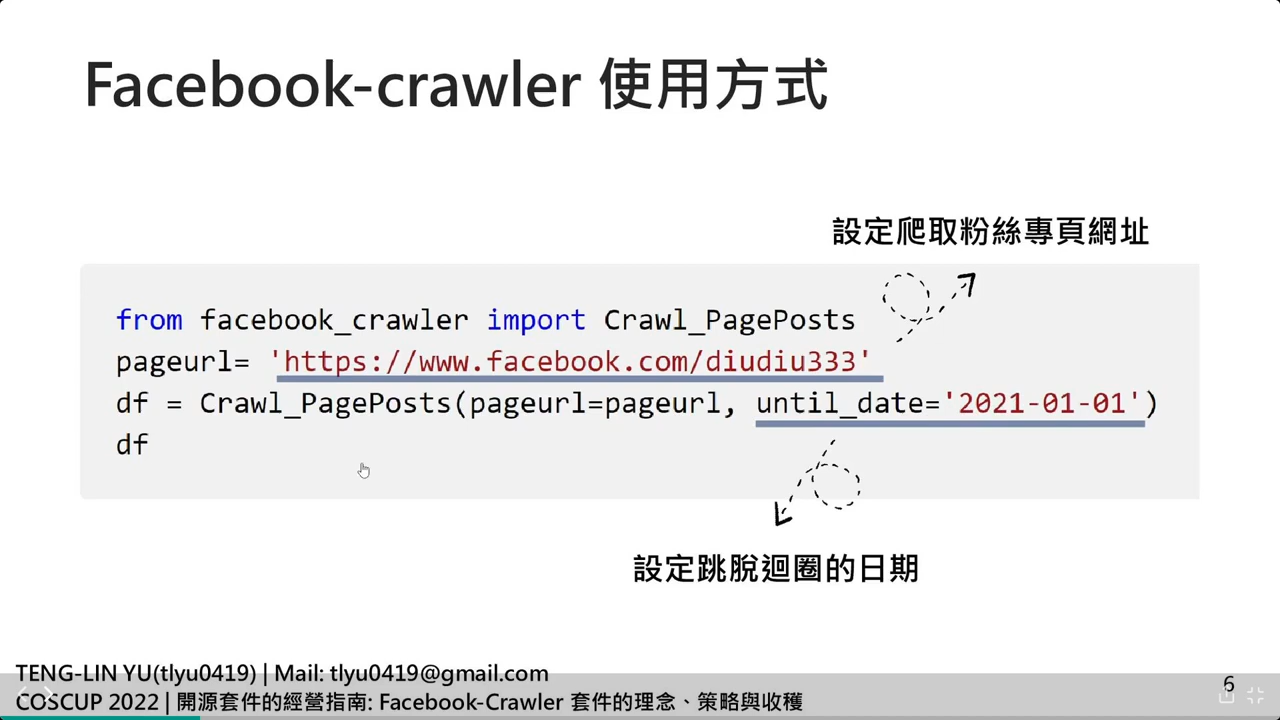 Facebook-crawler 使用方式
設定爬取粉絲專頁網址
from facebook_crawler import Crawl_PagePosts
pageurl= 'https://www.facebook.com/diudiu333'
df = Crawl_PagePosts(pageurl=pageurl, until_date='2021-01-01')
df
設定跳脫迴圈的日期
TENG-LIN YU(tlyu0419) | Mail: tlyu0419@gmail.com
COSCUP 2022 | 開源套件的經營指南: Facebook-Crawler 套件的理念、策略與收穫
6